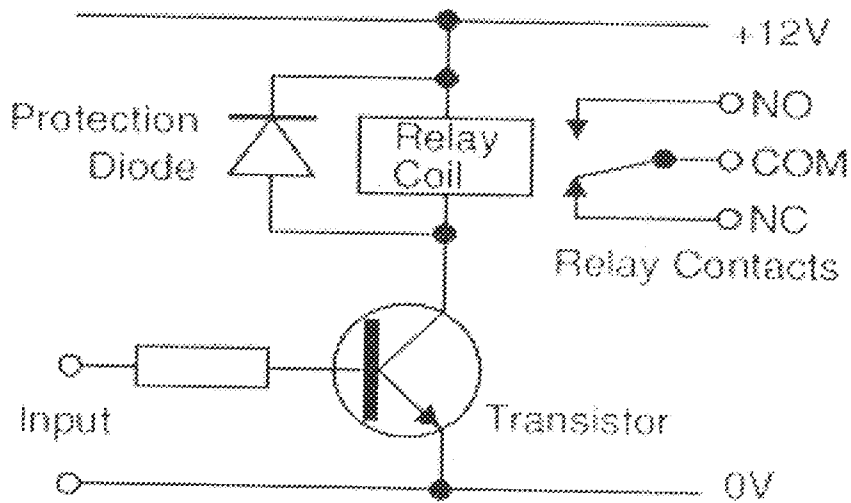 +12V
Protection
Diode
Relay
Coil
NO
COM
NC
Relay Contacts
Input
Transistor
0V